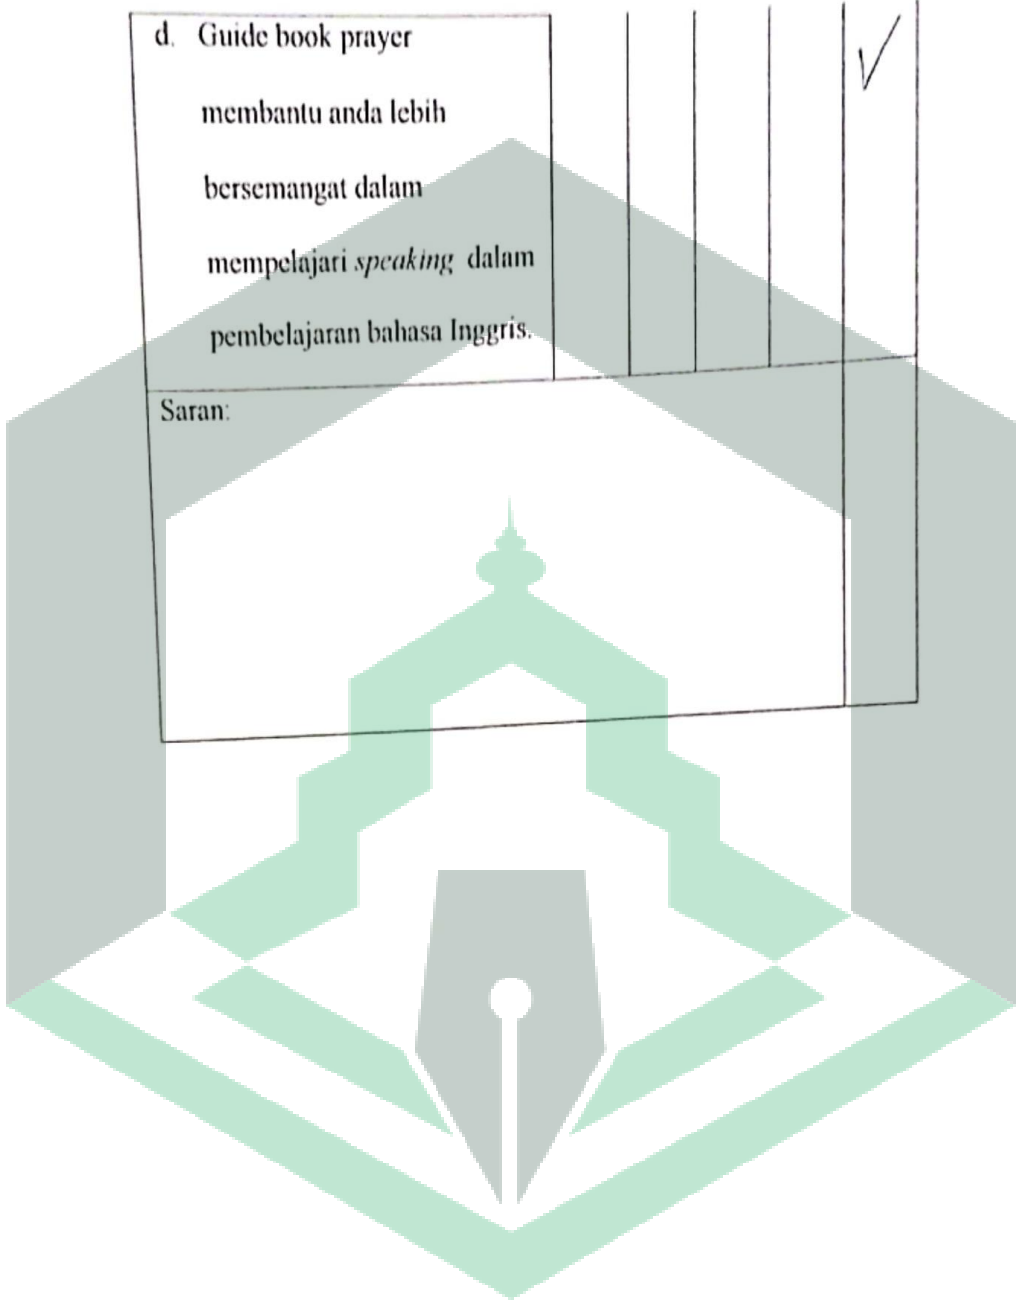 d. Guide book prayer
membantu anda lebih
bersemangat dalam
mempelajari speaking dalam
pembelajaran bahasa Inggris.
Saran: